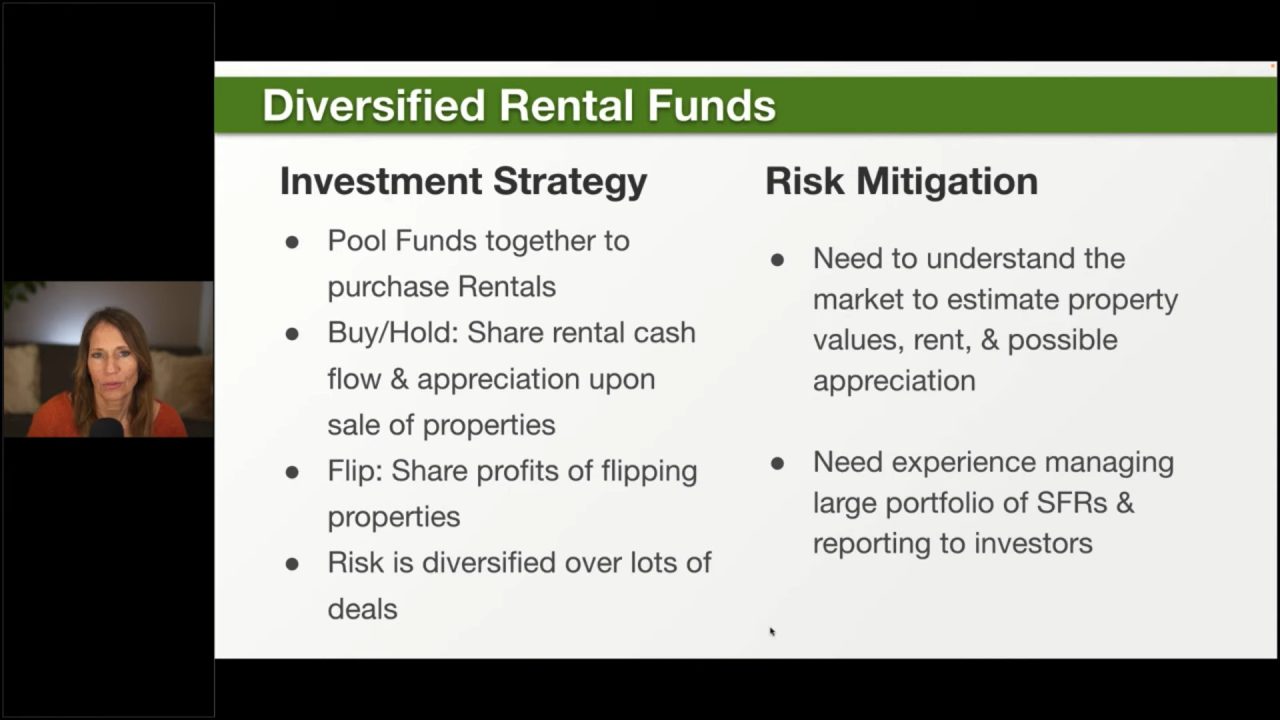 Diversified Rental Funds
Investment Strategy
● Pool Funds together to
purchase Rentals
● Buy/Hold: Share rental cash
flow & appreciation upon
sale of properties
● Flip: Share profits of flipping
properties
● Risk is diversified over lots of
deals
Risk Mitigation
● Need to understand the
market to estimate property
values, rent, & possible
appreciation
● Need experience managing
large portfolio of SFRs &
reporting to investors